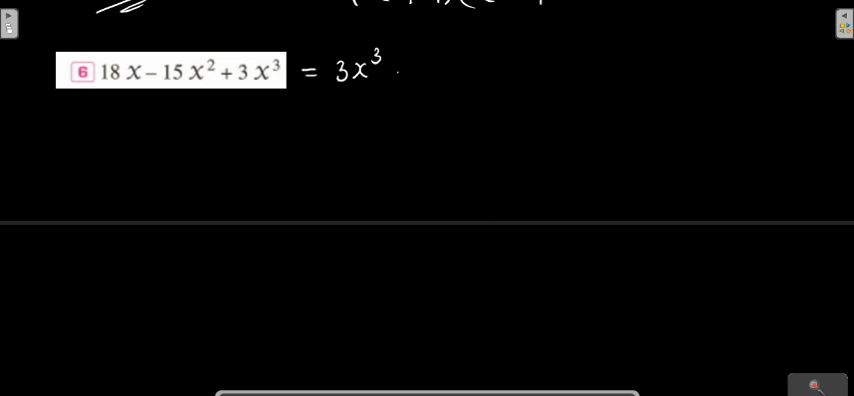 6 18x – 15x² + 3x³ = 3x³